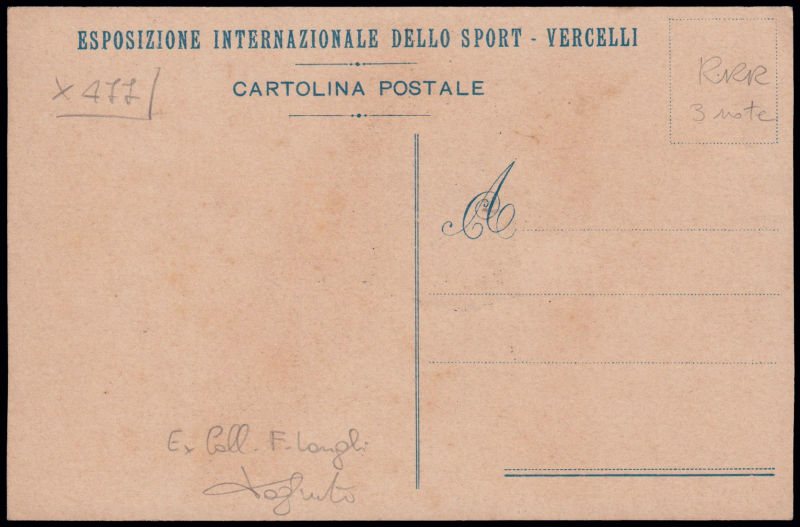 ESPOSIZIONE INTERNAZIONALE DELLO SPORT - VERCELLI
CARTOLINA POSTALE
X 477
RRR
3 note
A
Ex Coll. F. Longhi